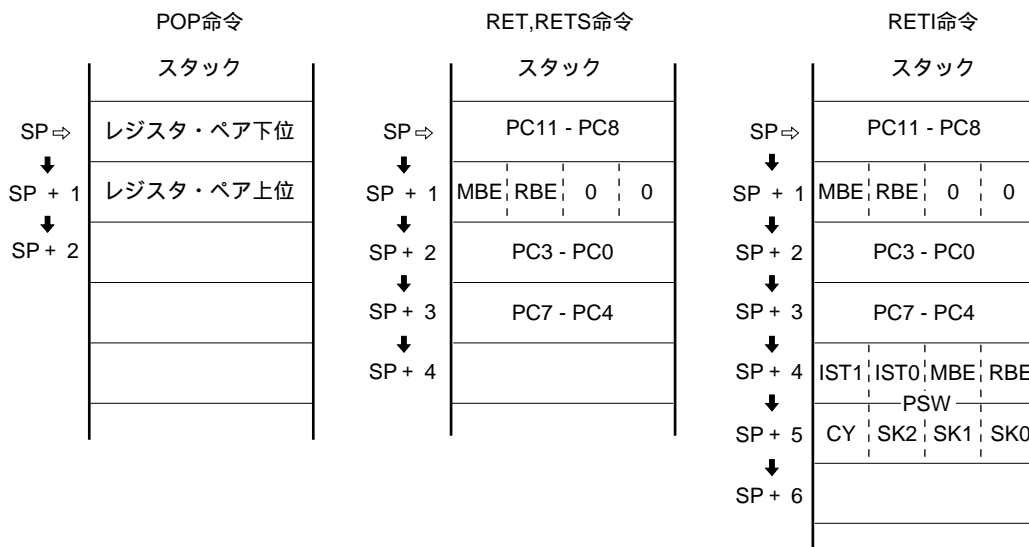 POP命令
スタック
SP⇨ レジスタ・ペア下位
SP + 1 レジスタ・ペア上位
SP + 2
RET,RETS命令
スタック
SP⇨ PC11 - PC8
SP + 1 MBE RBE 0 0
SP + 2 PC3 - PC0
SP + 3 PC7 - PC4
SP + 4
RETI命令
スタック
SP⇨ PC11 - PC8
SP + 1 MBE RBE 0 0
SP + 2 PC3 - PC0
SP + 3 PC7 - PC4
SP + 4 IST1 IST0 MBE RBE
PSW
SP + 5 CY SK2 SK1 SK0
SP + 6